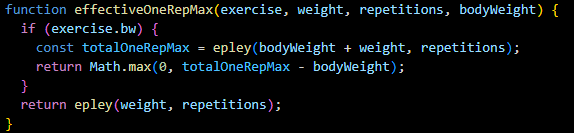 function effectiveOneRepMax(exercise, weight, repetitions, bodyWeight) {
  if (exercise.bw) {
    const totalOneRepMax = epley(bodyWeight + weight, repetitions);
    return Math.max(0, totalOneRepMax - bodyWeight);
  }
  return epley(weight, repetitions);
}